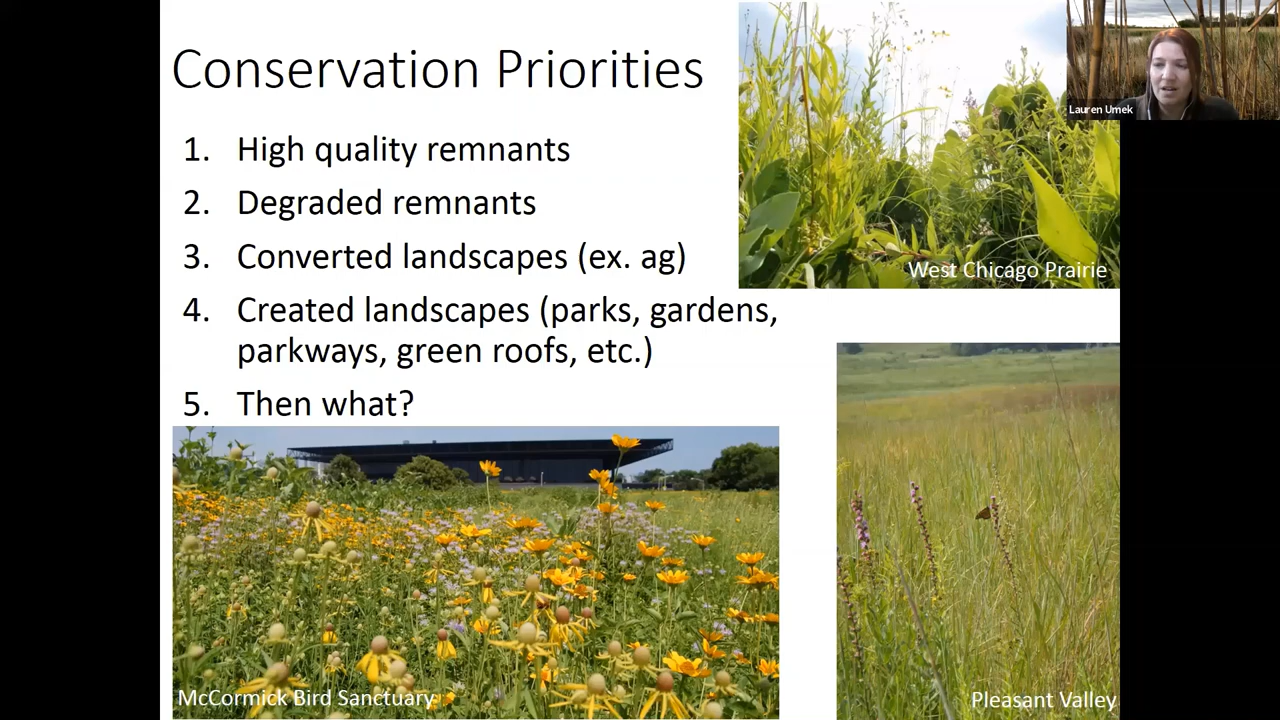 Conservation Priorities
1. High quality remnants
2. Degraded remnants
3. Converted landscapes (ex. ag)
4. Created landscapes (parks, gardens,
parkways, green roofs, etc.)
5. Then what?
Lauren Umek
West Chicago Prairie
McCormick Bird Sanctuary
Pleasant Valley